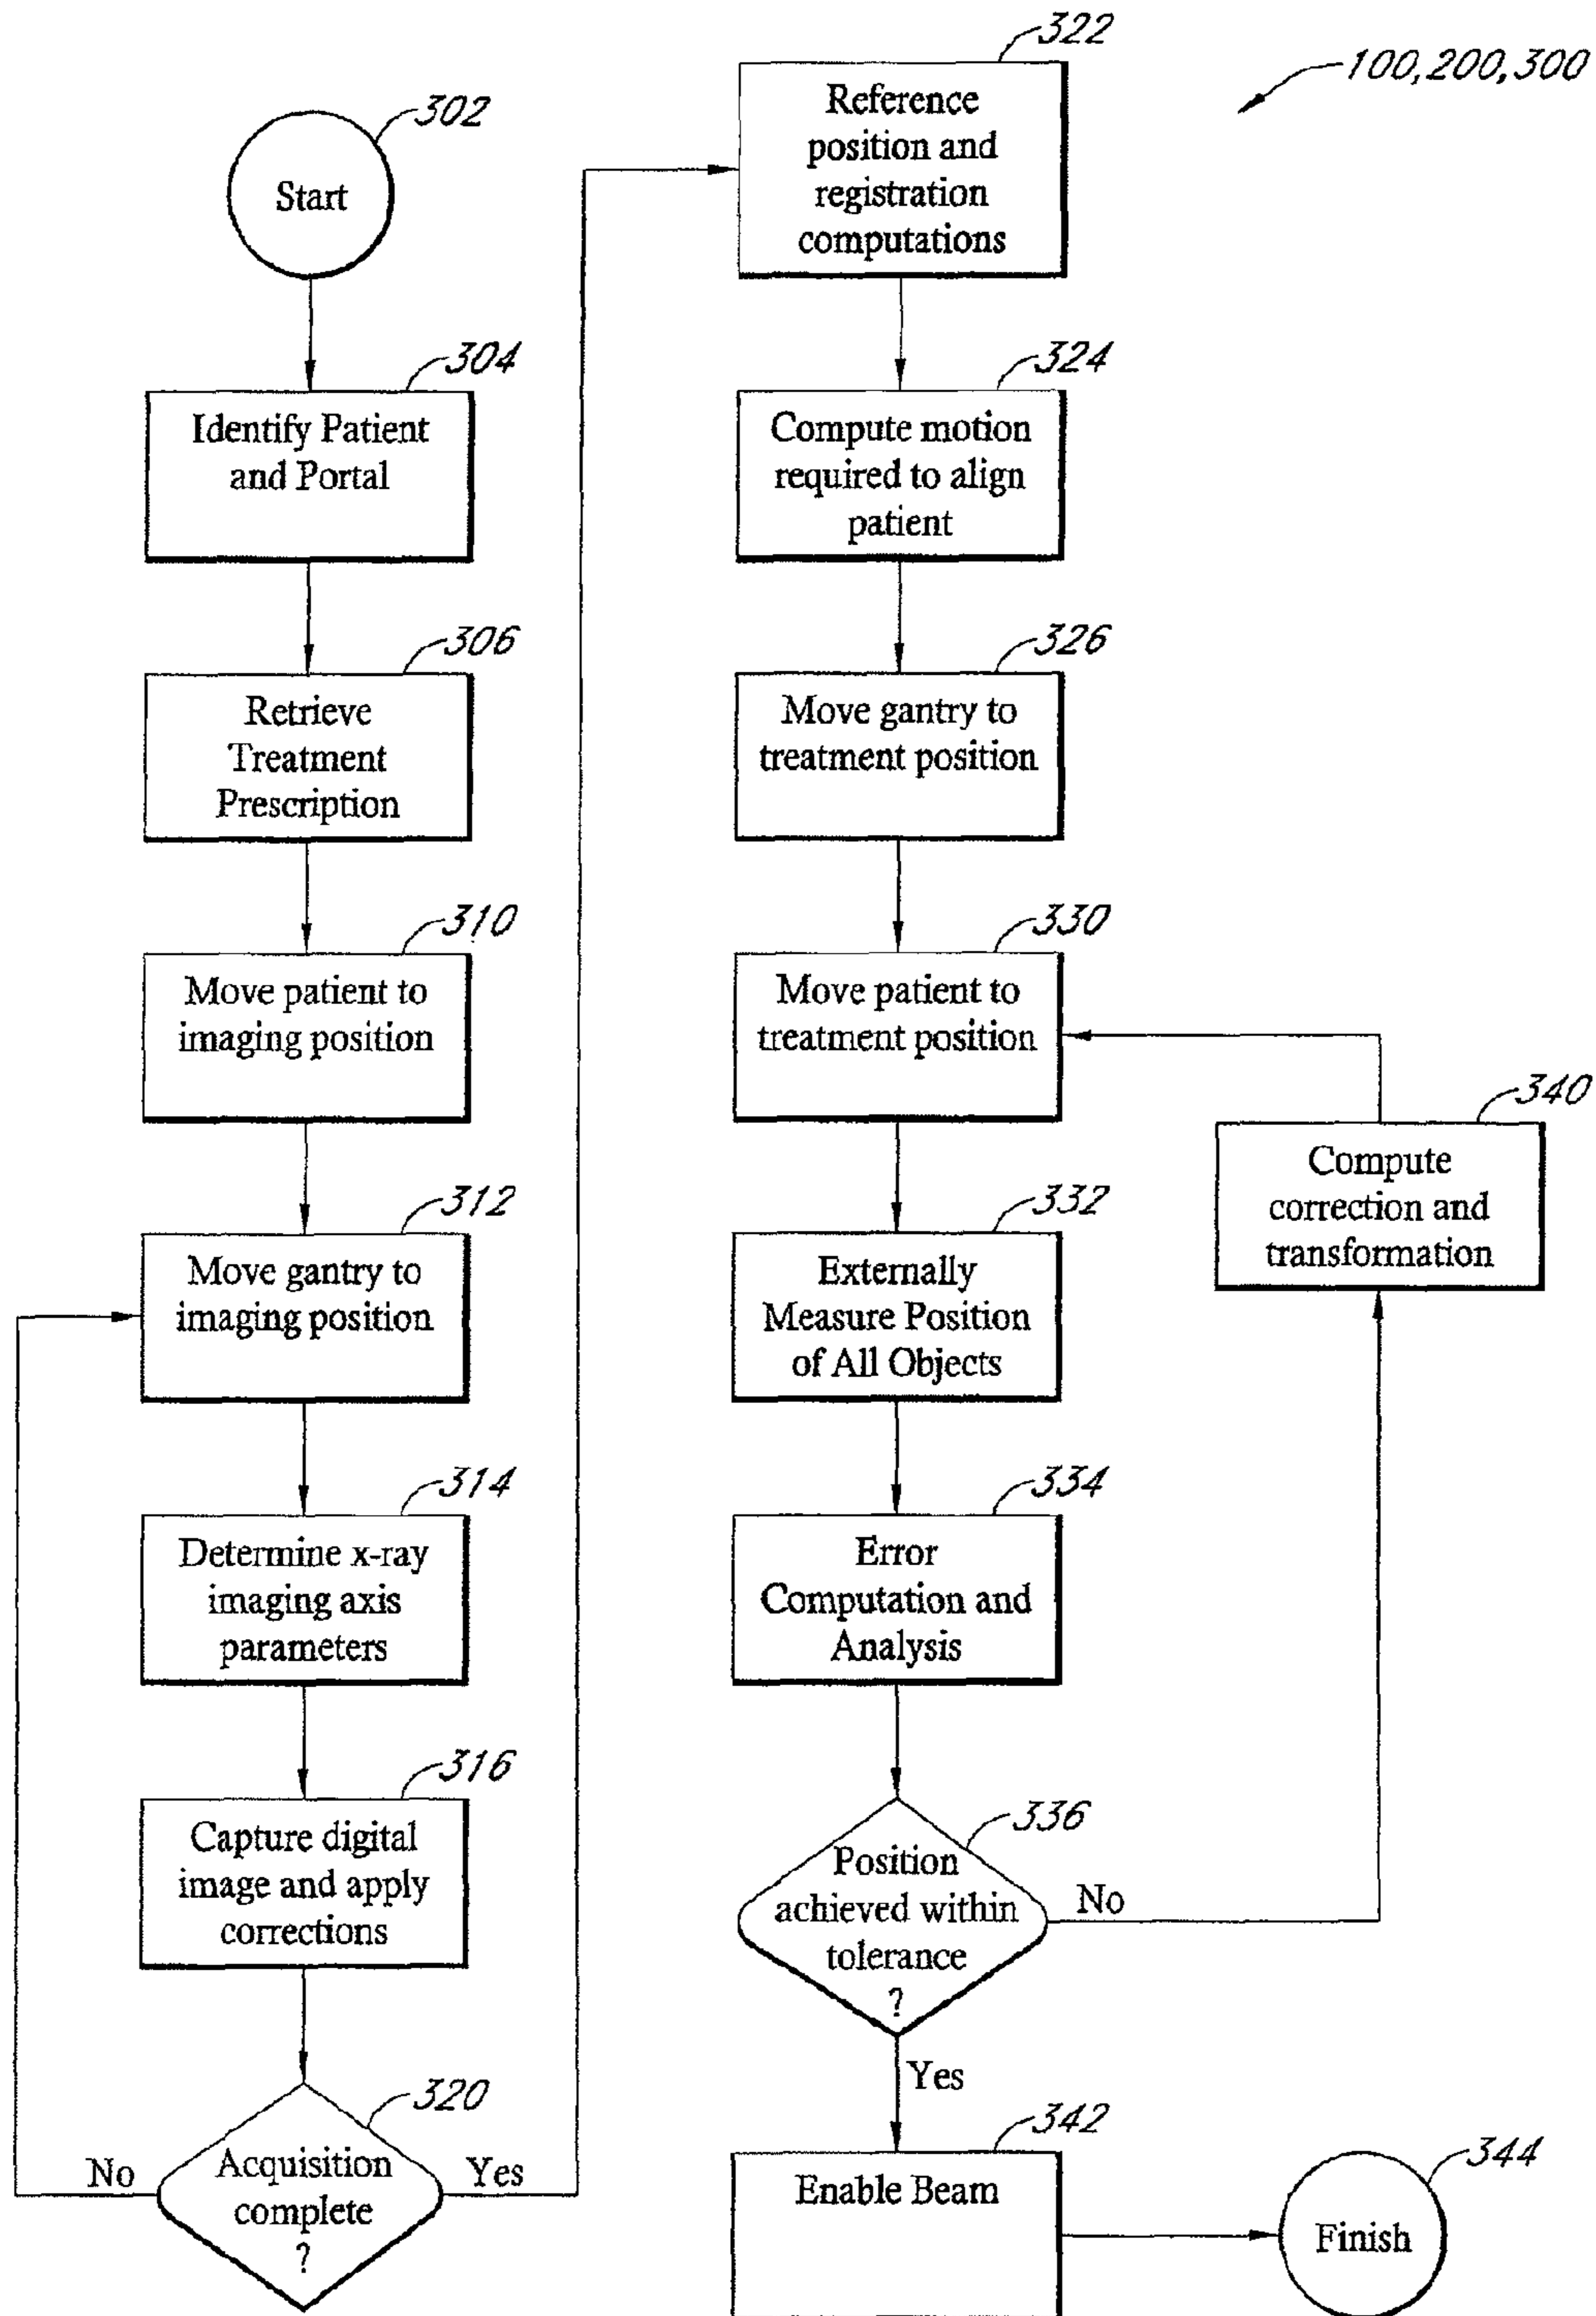 302
Start
304
Identify Patient
and Portal
306
Retrieve
Treatment
Prescription
310
Move patient to
imaging position
312
Move gantry to
imaging position
314
Determine x-ray
imaging axis
parameters
316
Capture digital
image and apply
corrections
320
Acquisition
complete
?
No
Yes
322
Reference
position and
registration
computations
100,200,300
324
Compute motion
required to align
patient
326
Move gantry to
treatment position
330
Move patient to
treatment position
340
Compute
correction and
transformation
332
Externally
Measure Position
of All Objects
334
Error
Computation and
Analysis
336
Position
achieved within
tolerance
?
No
Yes
342
Enable Beam
344
Finish